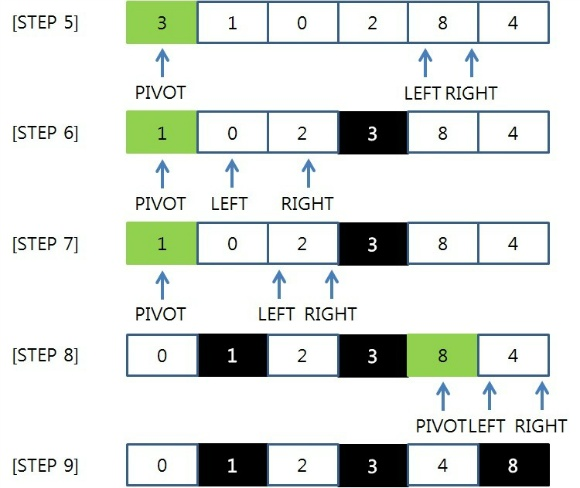 [STEP 5] 3 1 0 2 8 4
PIVOT LEFT RIGHT
[STEP 6] 1 0 2 3 8 4
PIVOT LEFT RIGHT
[STEP 7] 1 0 2 3 8 4
PIVOT LEFT RIGHT
[STEP 8] 0 1 2 3 8 4
PIVOT LEFT RIGHT
[STEP 9] 0 1 2 3 4 8